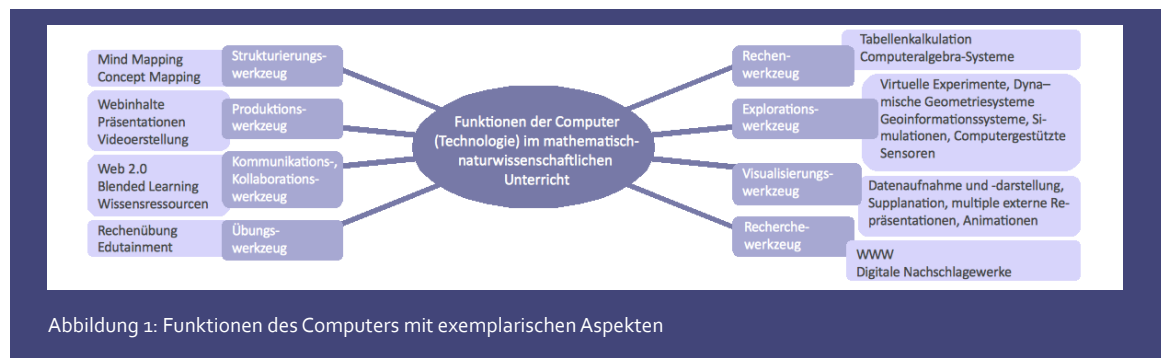 Mind Mapping
Concept Mapping
Strukturierungs-
werkzeug
Webinhalte
Präsentationen
Videoerstellung
Produktions-
werkzeug
Web 2.0
Blended Learning
Wissensressourcen
Kommunikations-,
Kollaborations-
werkzeug
Rechenübung
Edutainment
Übungs-
werkzeug
Funktionen der Computer
(Technologie) im mathematisch-
naturwissenschaftlichen
Unterricht
Rechen-
werkzeug
Tabellenkalkulation
Computeralgebra-Systeme
Explorations-
werkzeug
Virtuelle Experimente, Dyna–
mische Geometriesysteme
Geoinformationssysteme, Si-
mulationen, Computergestützte
Sensoren
Visualisierungs-
werkzeug
Datenaufnahme und -darstellung,
Supplanation, multiple externe Re-
präsentationen, Animationen
Recherche-
werkzeug
WWW
Digitale Nachschlagewerke
Abbildung 1: Funktionen des Computers mit exemplarischen Aspekten